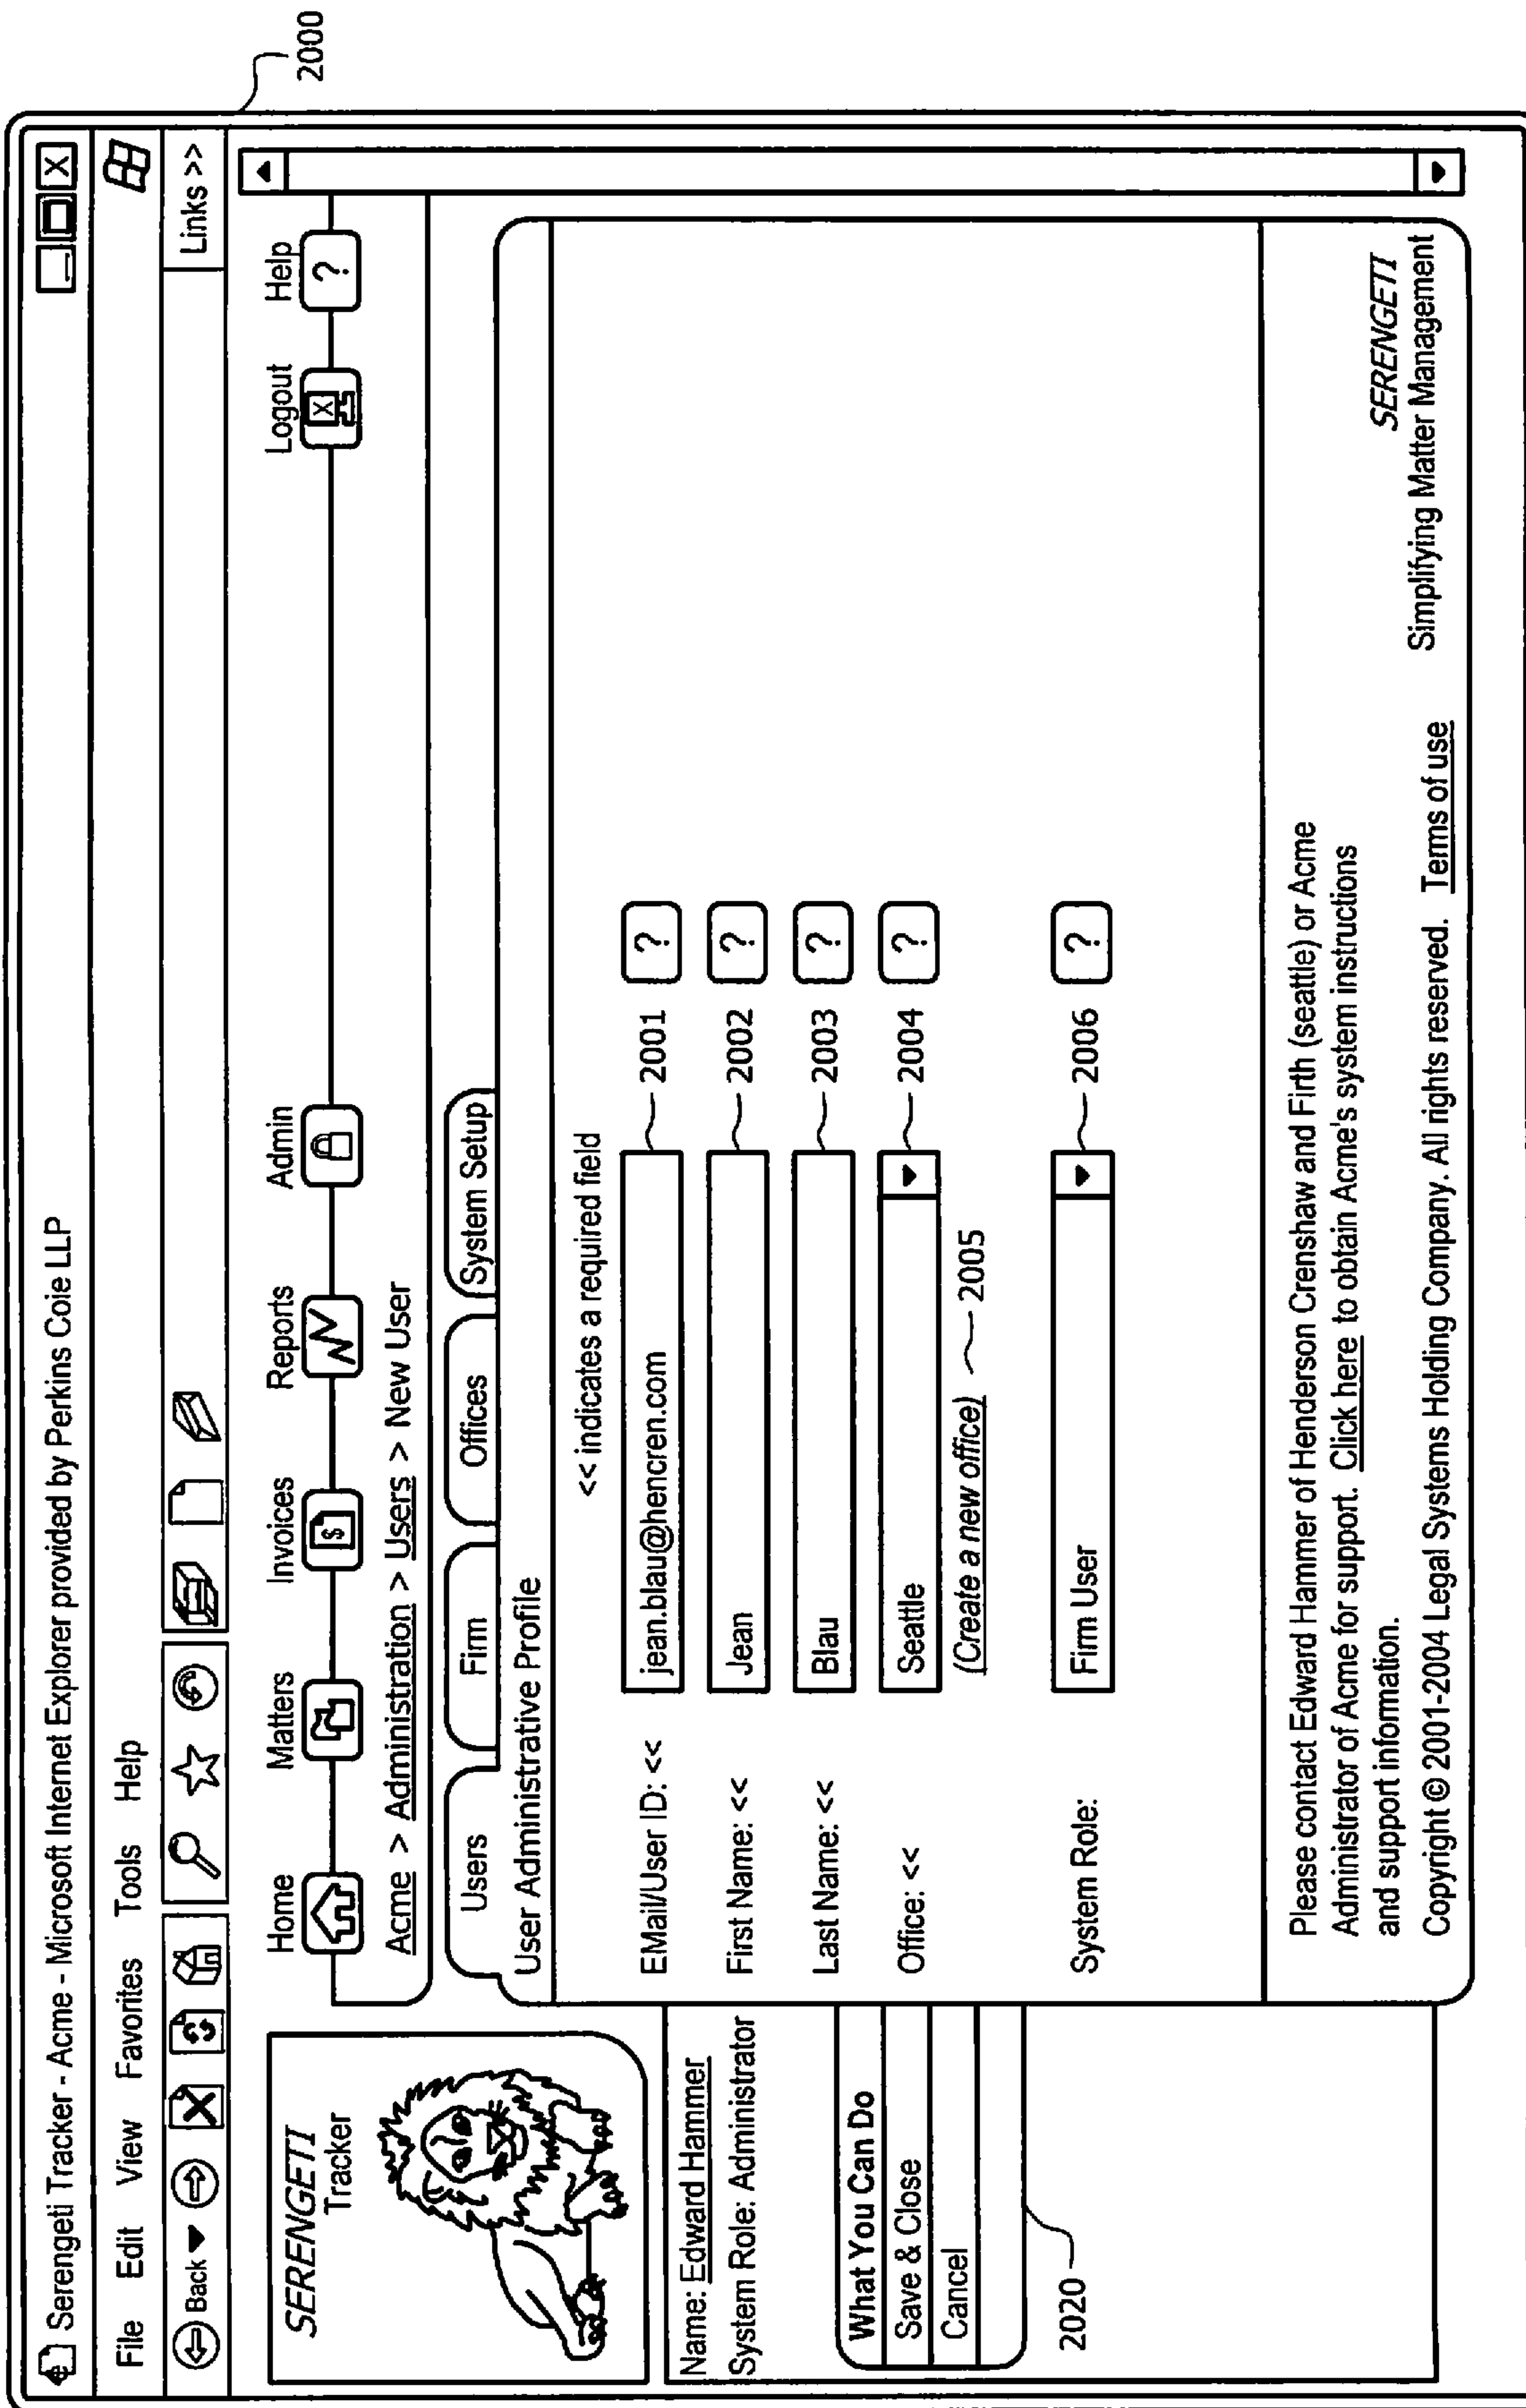 2000
Serengeti Tracker - Acme - Microsoft Internet Explorer provided by Perkins Coie LLP
_ X
File Edit View Favorites Tools Help
Back
Links >>
SERENGETI
Tracker
Home Matters Invoices Reports Admin Logout Help
$ X ?
Acme > Administration > Users > New User
Users Firm Offices System Setup
User Administrative Profile
<< indicates a required field
EMail/User ID: << jean.blau@hencren.com 2001 ?
First Name: << Jean 2002 ?
Last Name: << Blau 2003 ?
Office: << Seattle 2004 ?
(Create a new office) 2005
System Role: Firm User 2006 ?
Name: Edward Hammer
System Role: Administrator
What You Can Do
Save & Close
Cancel
2020
Please contact Edward Hammer of Henderson Crenshaw and Firth (seattle) or Acme
Administrator of Acme for support. Click here to obtain Acme's system instructions
and support information.
SERENGETI
Simplifying Matter Management
Copyright © 2001-2004 Legal Systems Holding Company. All rights reserved. Terms of use